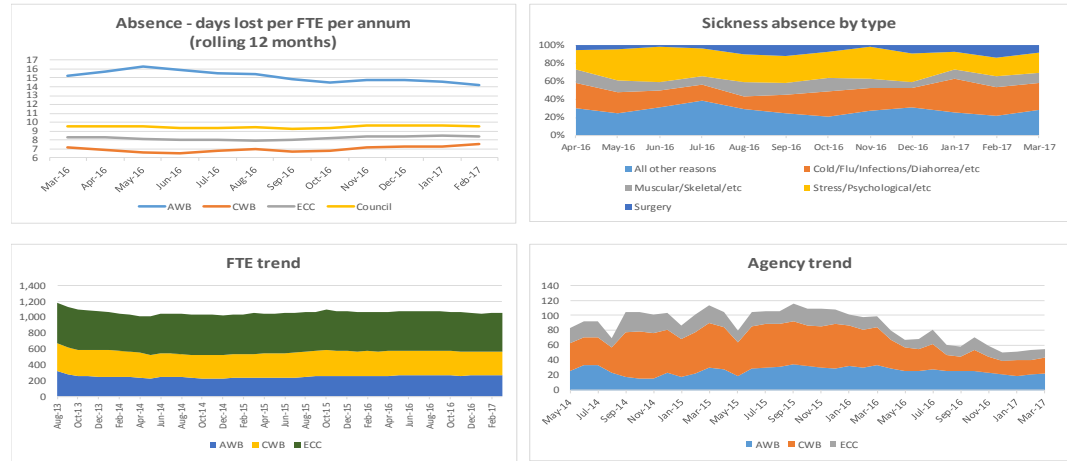 Absence - days lost per FTE per annum
(rolling 12 months)
17
16
15
14
13
12
11
10
9
8
7
6
Mar-16 Apr-16 May-16 Jun-16 Jul-16 Aug-16 Sep-16 Oct-16 Nov-16 Dec-16 Jan-17 Feb-17
AWB CWB ECC Council
Sickness absence by type
100%
80%
60%
40%
20%
0%
Apr-16 May-16 Jun-16 Jul-16 Aug-16 Sep-16 Oct-16 Nov-16 Dec-16 Jan-17 Feb-17 Mar-17
All other reasons Cold/Flu/Infections/Diahorrea/etc
Muscular/Skeletal/etc Stress/Psychological/etc
Surgery
FTE trend
1,400
1,200
1,000
800
600
400
200
0
Aug-13 Oct-13 Dec-13 Feb-14 Apr-14 Jun-14 Aug-14 Oct-14 Dec-14 Feb-15 Apr-15 Jun-15 Aug-15 Oct-15 Dec-15 Feb-16 Apr-16 Jun-16 Aug-16 Oct-16 Dec-16 Feb-17
AWB CWB ECC
Agency trend
140
120
100
80
60
40
20
0
May-14 Jul-14 Sep-14 Nov-14 Jan-15 Mar-15 May-15 Jul-15 Sep-15 Nov-15 Jan-16 Mar-16 May-16 Jul-16 Sep-16 Nov-16 Jan-17 Mar-17
AWB CWB ECC